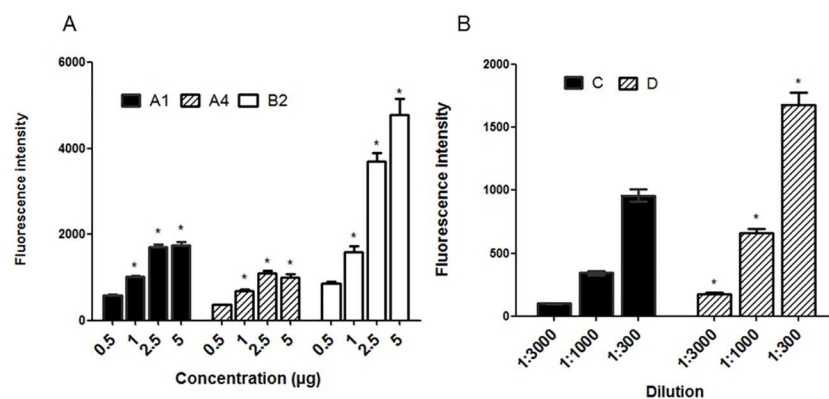 A
6000
4000
2000
0
Fluorescence intensity
A1 A4 B2
* * *
* * *
* * *
0.5 1 2.5 5 0.5 1 2.5 5 0.5 1 2.5 5
Concentration (µg)
B
2000
1500
1000
500
0
Fluorescence Intensity
C D
* * *
1:3000 1:1000 1:300 1:3000 1:1000 1:300
Dilution